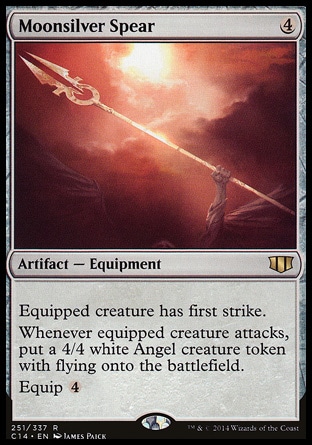 Moonsilver Spear 4
Artifact — Equipment
Equipped creature has first strike.
Whenever equipped creature attacks,
put a 4/4 white Angel creature token
with flying onto the battlefield.
Equip 4
251/337 R
C14 • EN James Paick ™ & © 2014 Wizards of the Coast